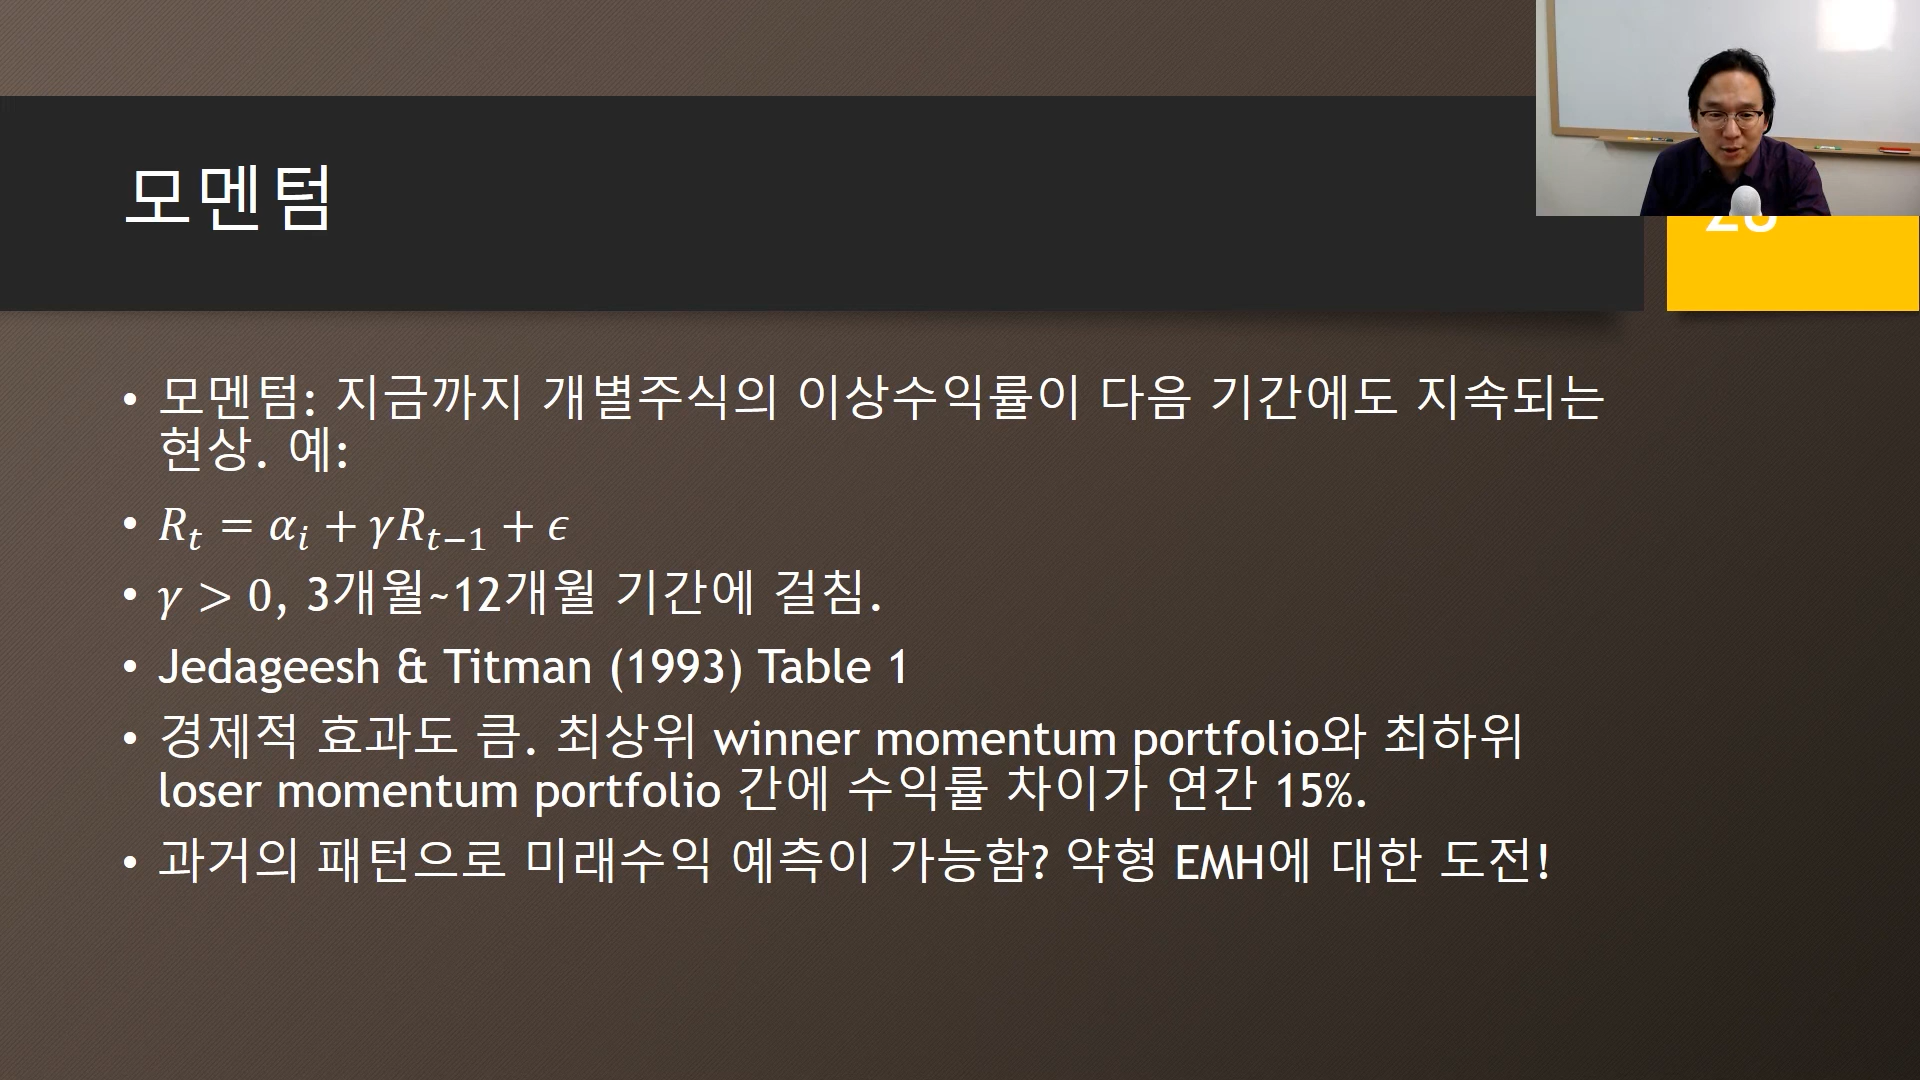 모멘텀
• 모멘텀: 지금까지 개별주식의 이상수익률이 다음 기간에도 지속되는
현상. 예:
• R_t = α_i + γR_{t−1} + ϵ
• γ > 0, 3개월~12개월 기간에 걸침.
• Jedageesh & Titman (1993) Table 1
• 경제적 효과도 큼. 최상위 winner momentum portfolio와 최하위
loser momentum portfolio 간에 수익률 차이가 연간 15%.
• 과거의 패턴으로 미래수익 예측이 가능함? 약형 EMH에 대한 도전!